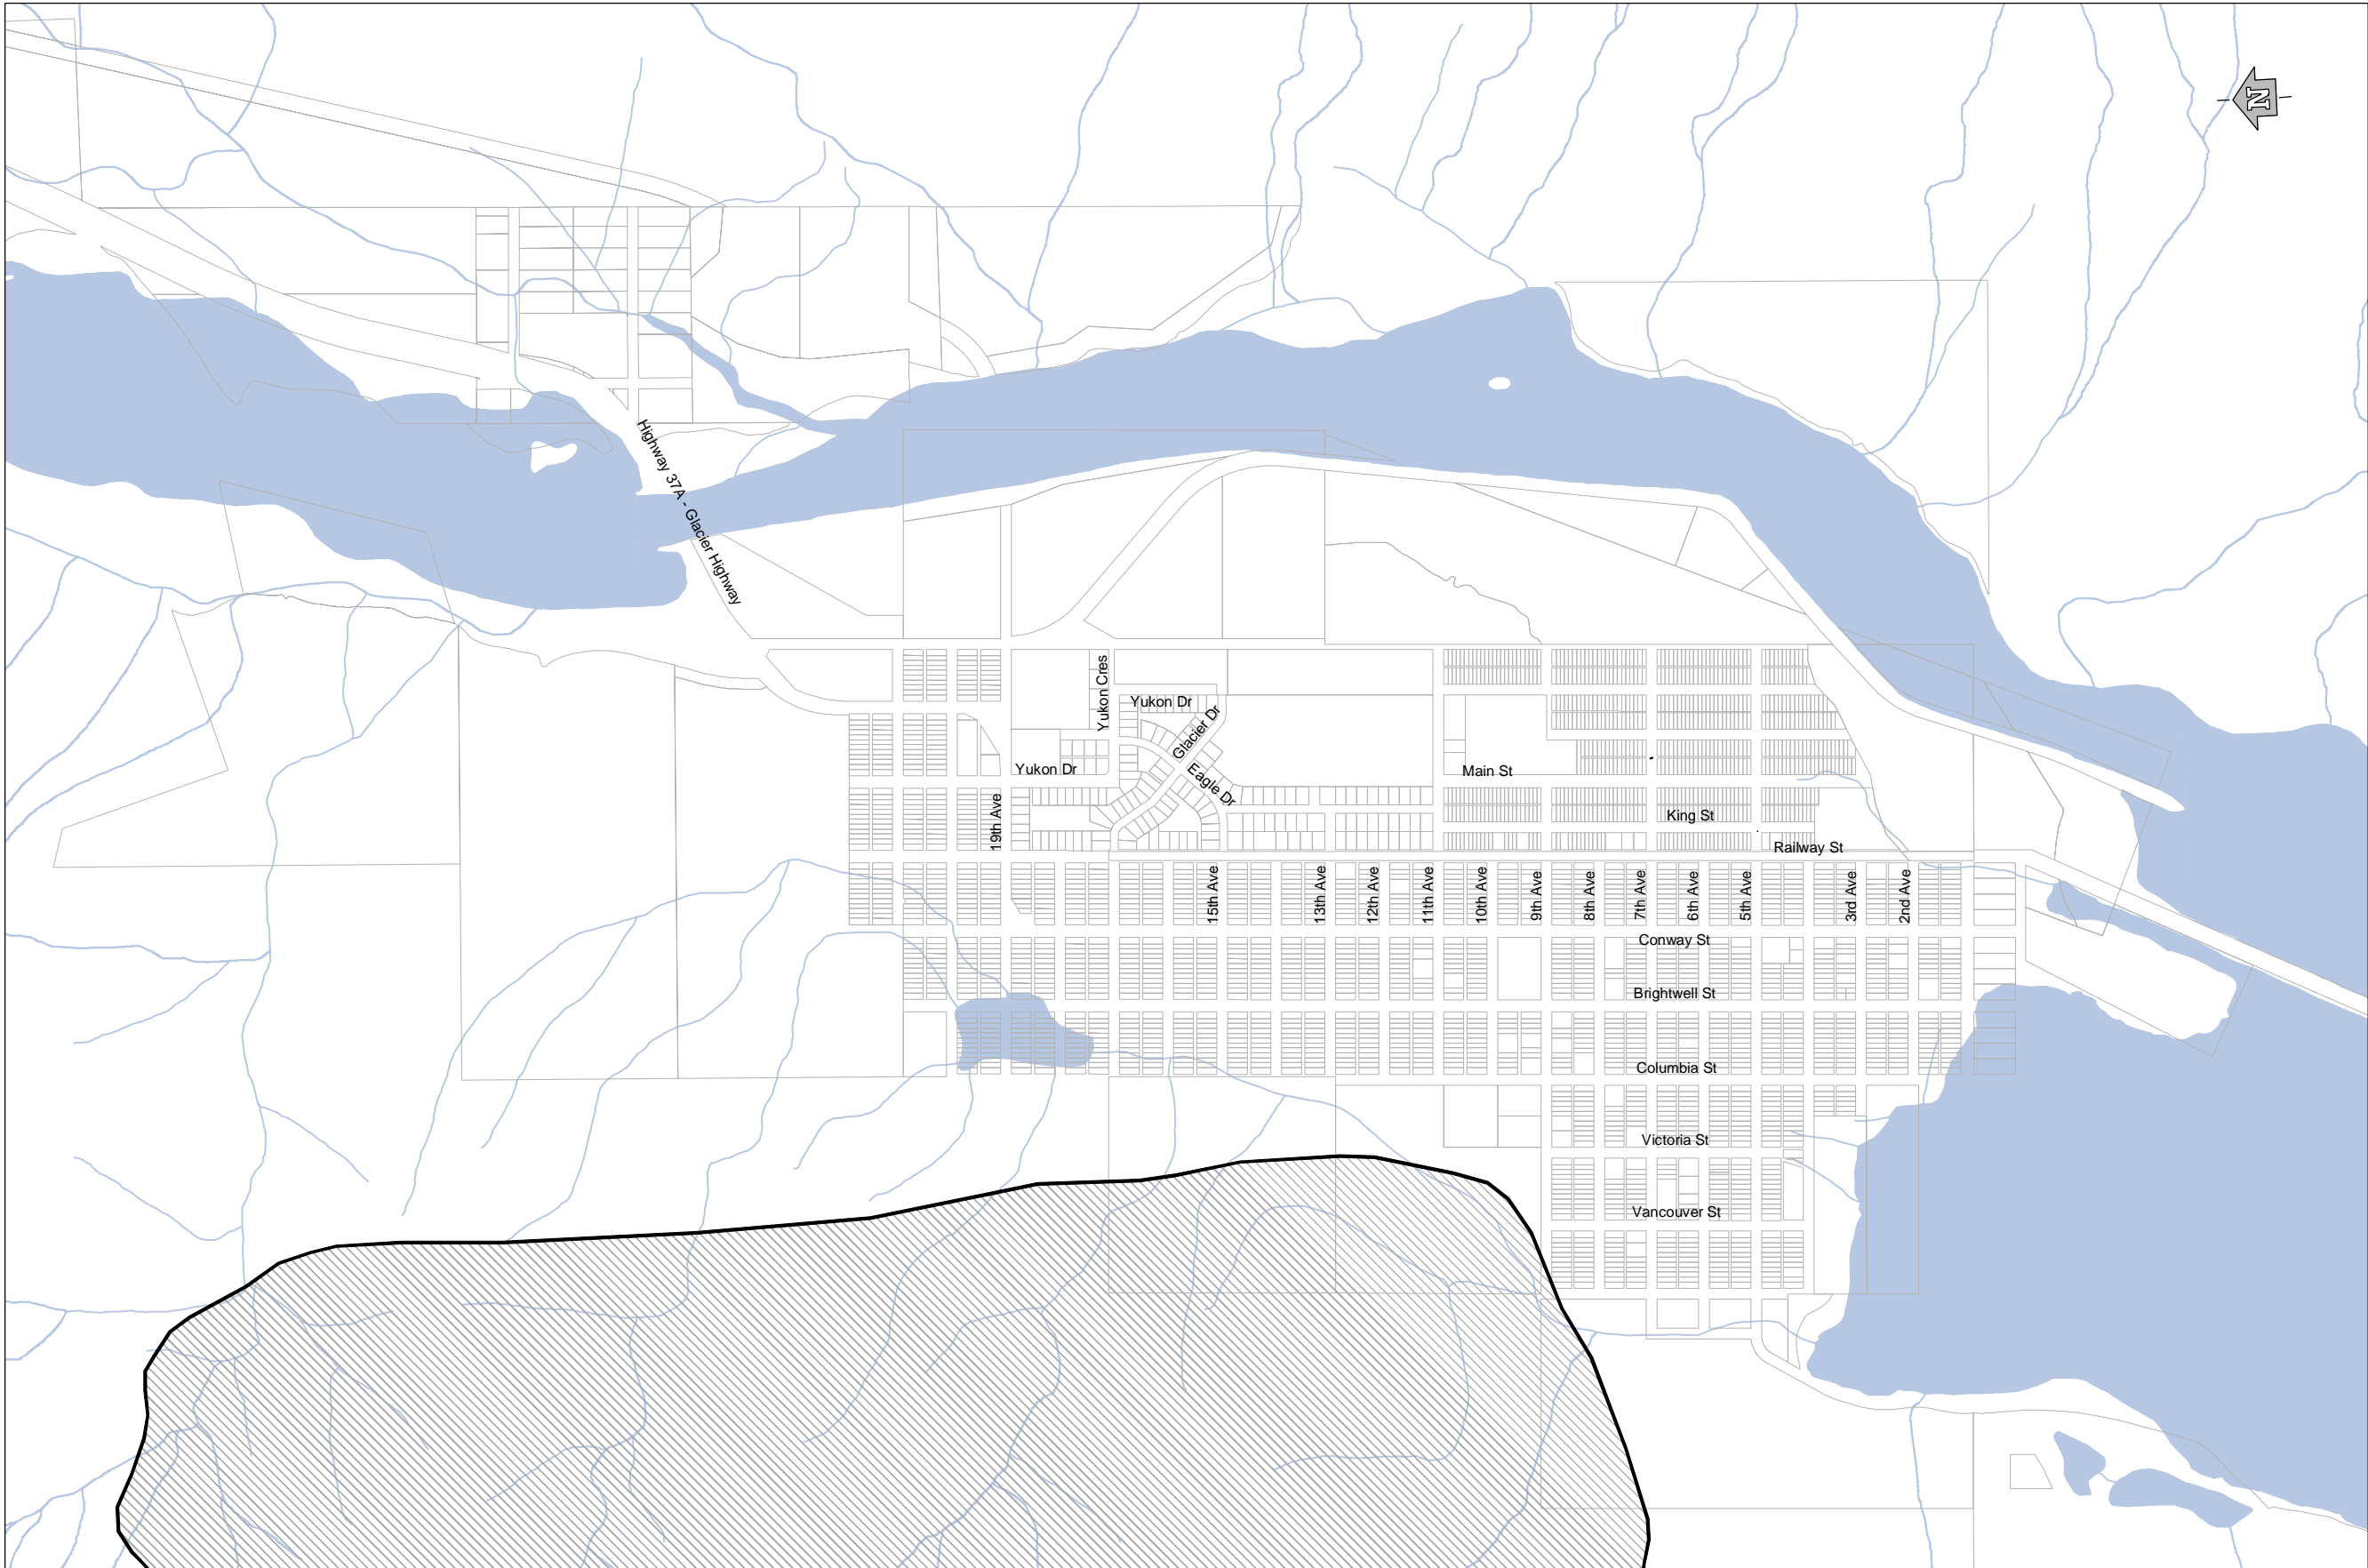 N
Highway 37A - Glacier Highway
Yukon Cres
Yukon Dr
Glacier Dr
Yukon Dr
Eagle Dr
Main St
19th Ave
King St
Railway St
15th Ave
13th Ave
12th Ave
11th Ave
10th Ave
9th Ave
8th Ave
7th Ave
6th Ave
5th Ave
3rd Ave
2nd Ave
Conway St
Brightwell St
Columbia St
Victoria St
Vancouver St